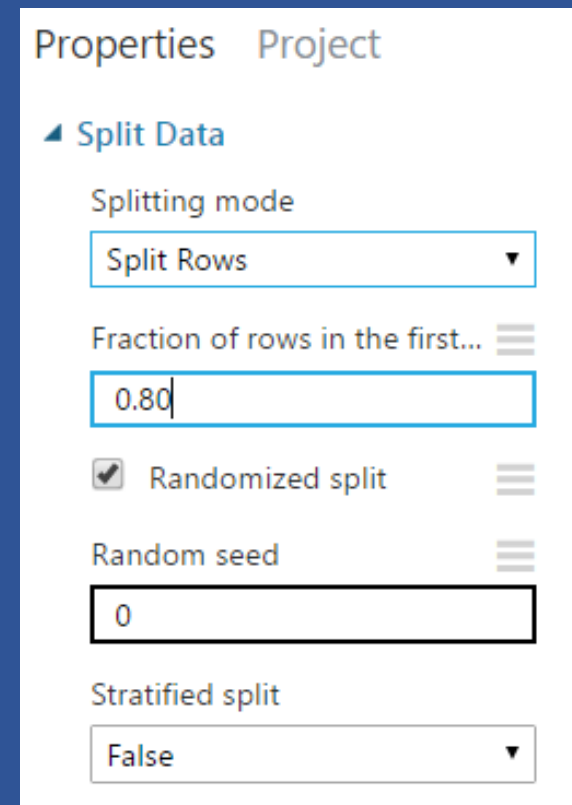 Properties Project
Split Data
Splitting mode
Split Rows
Fraction of rows in the first...
0.80
Randomized split
Random seed
0
Stratified split
False